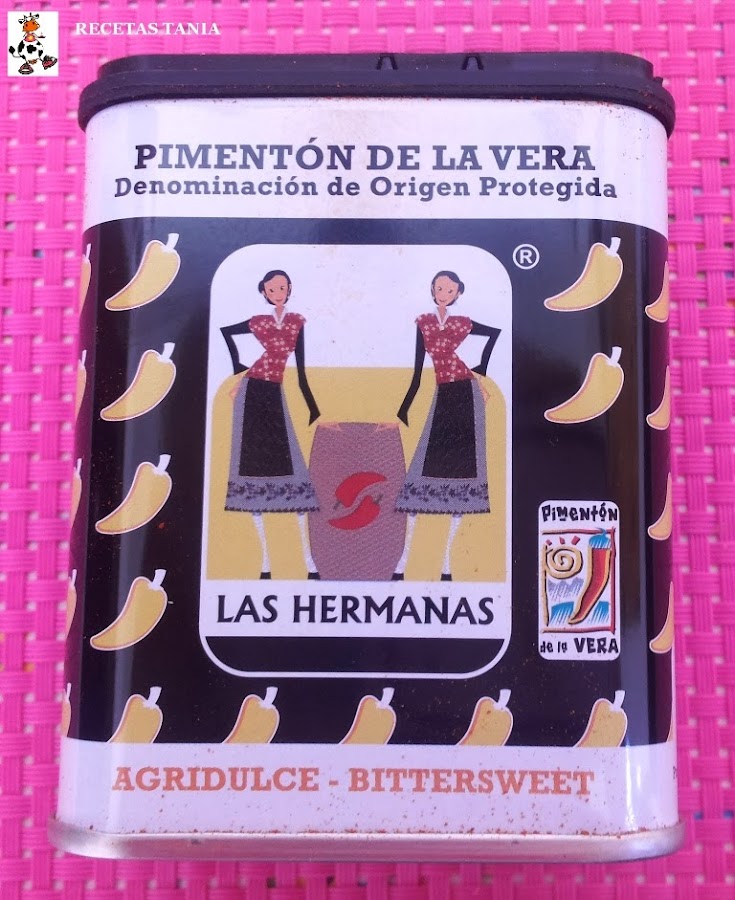 RECETAS TANIA
PIMENTÓN DE LA VERA
Denominación de Origen Protegida
®
LAS HERMANAS
Pimentón
de la VERA
AGRIDULCE - BITTERSWEET